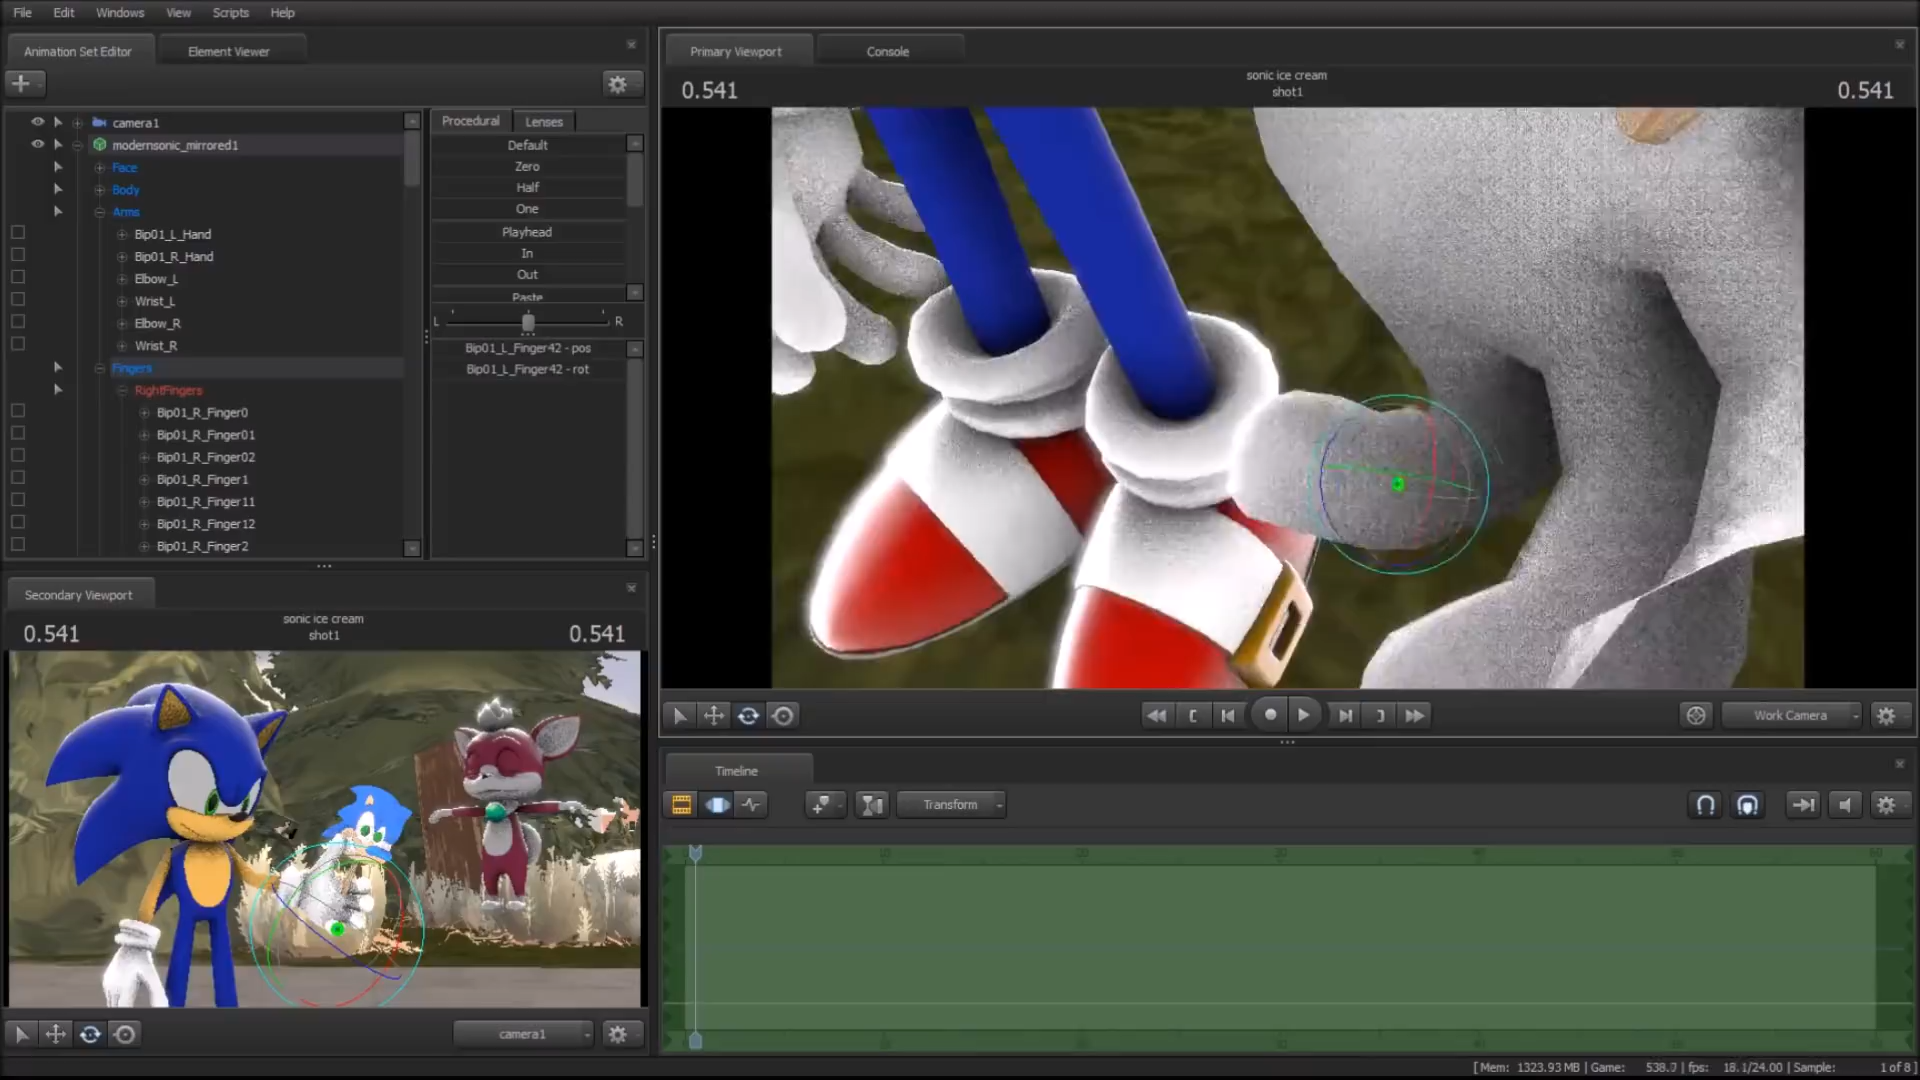 File Edit Windows View Scripts Help
Animation Set Editor Element Viewer
camera1
modernsonic_mirrored1
Face
Body
Arms
Bip01_L_Hand
Bip01_R_Hand
Elbow_L
Wrist_L
Elbow_R
Wrist_R
Fingers
RightFingers
Bip01_R_Finger0
Bip01_R_Finger01
Bip01_R_Finger02
Bip01_R_Finger1
Bip01_R_Finger11
Bip01_R_Finger12
Bip01_R_Finger2
Procedural Lenses
Default
Zero
Half
One
Playhead
In
Out
Paste
L R
Bip01_L_Finger42 - pos
Bip01_L_Finger42 - rot
Secondary Viewport
sonic ice cream
0.541 shot1 0.541
camera1
Primary Viewport Console
sonic ice cream
0.541 shot1 0.541
Work Camera
Timeline
Transform
[ Mem: 1323.93 MB | Game: 538.0 | fps: 18.1/24.00 | Sample: 1 of 8 ]